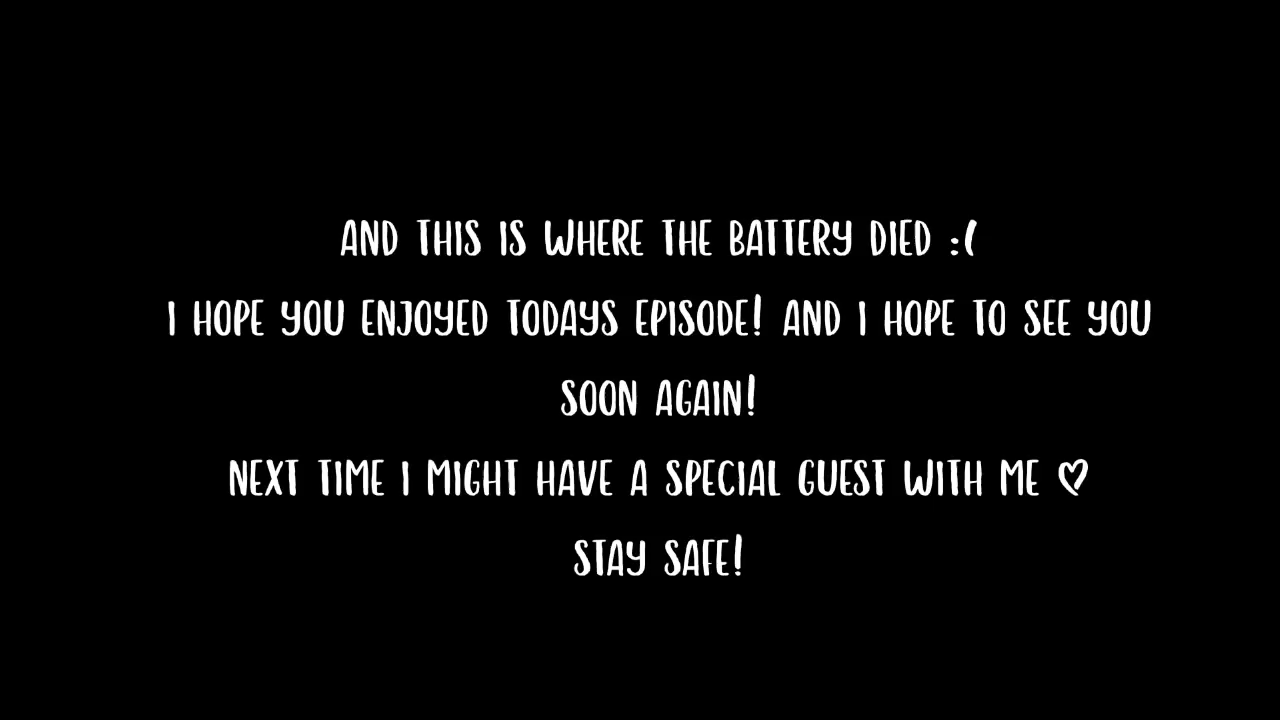 AND THIS IS WHERE THE BATTERY DIED :(
I HOPE YOU ENJOYED TODAYS EPISODE! AND I HOPE TO SEE YOU
SOON AGAIN!
NEXT TIME I MIGHT HAVE A SPECIAL GUEST WITH ME ♡
STAY SAFE!